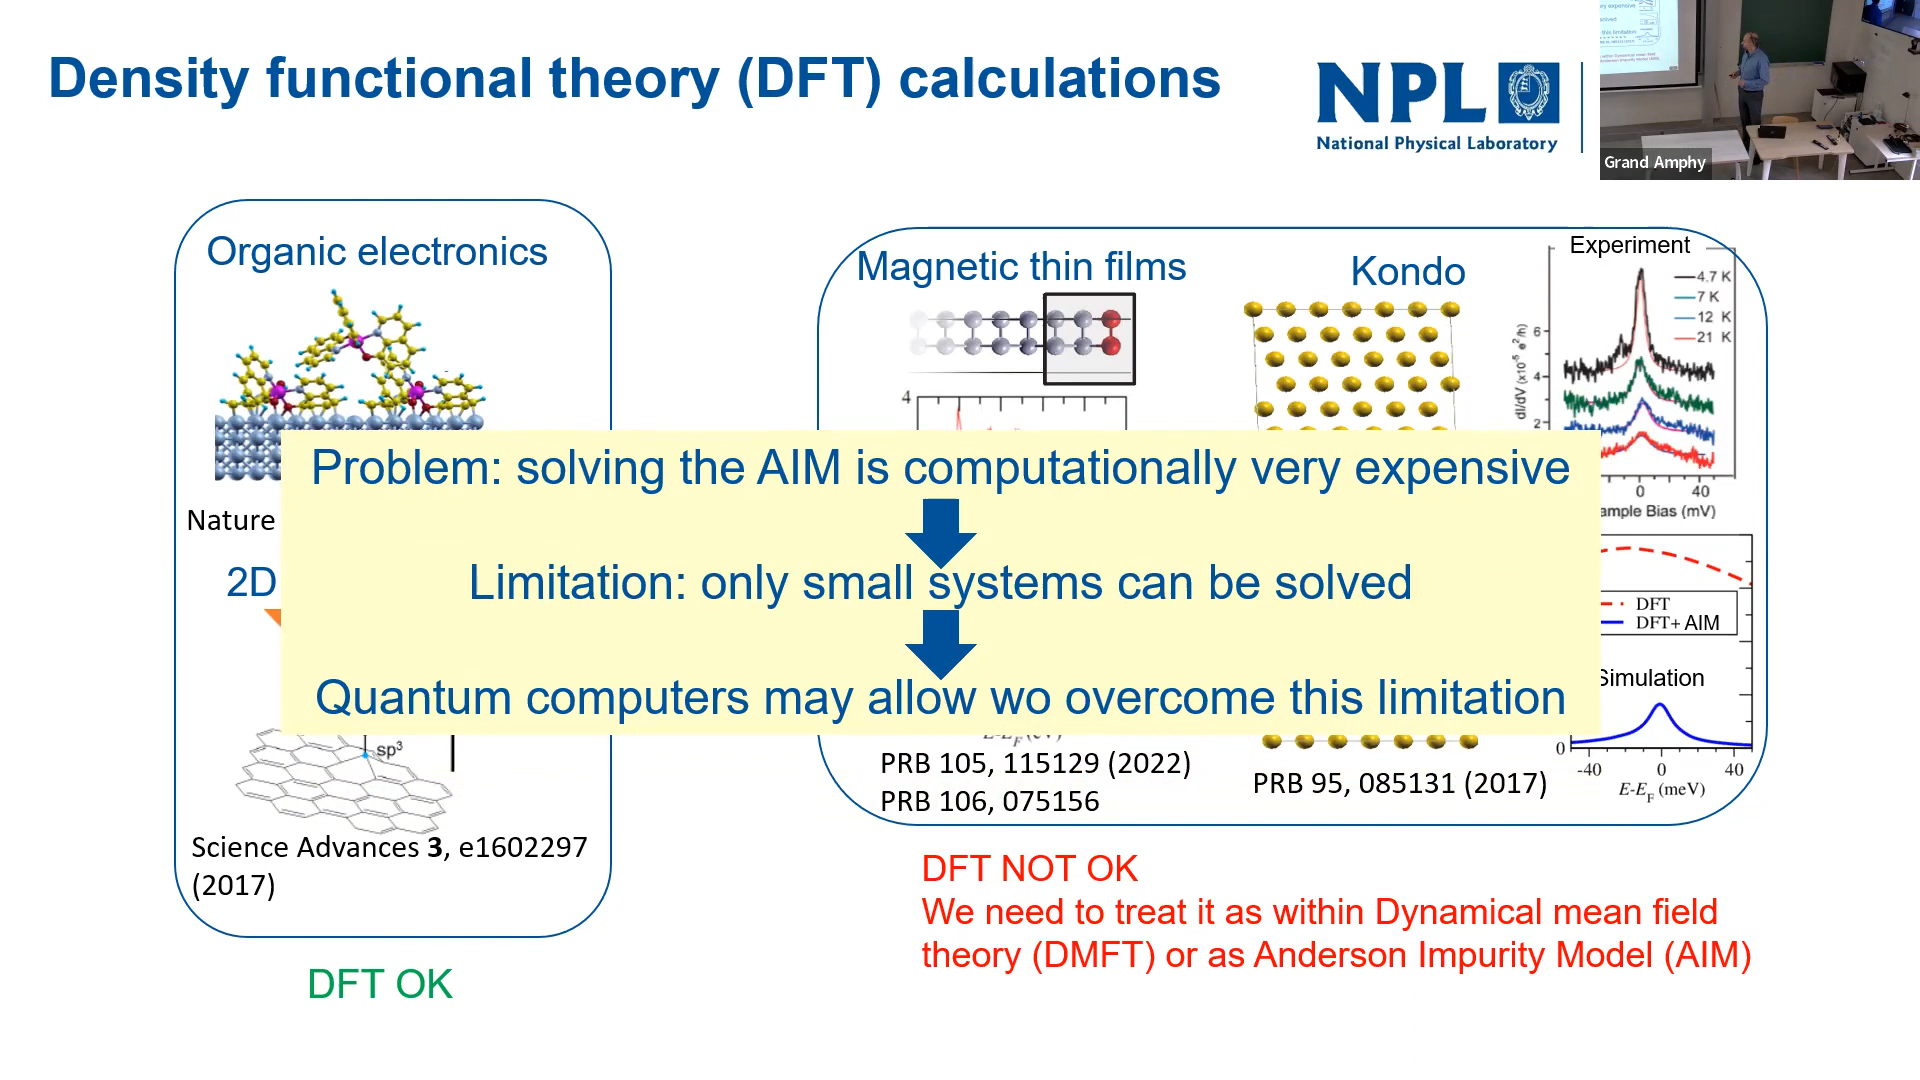 Density functional theory (DFT) calculations
NPL
National Physical Laboratory
Grand Amphy
Organic electronics
Nature
2D
sp3
Science Advances 3, e1602297
(2017)
DFT OK
Magnetic thin films
4
PRB 105, 115129 (2022)
PRB 106, 075156
Kondo
PRB 95, 085131 (2017)
Experiment
4.7 K
7 K
12 K
21 K
dI/dV (x10-5 e2/h)
6
4
2
0 40
ample Bias (mV)
DFT
DFT+ AIM
Simulation
0
-40 0 40
E-EF (meV)
Problem: solving the AIM is computationally very expensive
Limitation: only small systems can be solved
Quantum computers may allow wo overcome this limitation
DFT NOT OK
We need to treat it as within Dynamical mean field
theory (DMFT) or as Anderson Impurity Model (AIM)